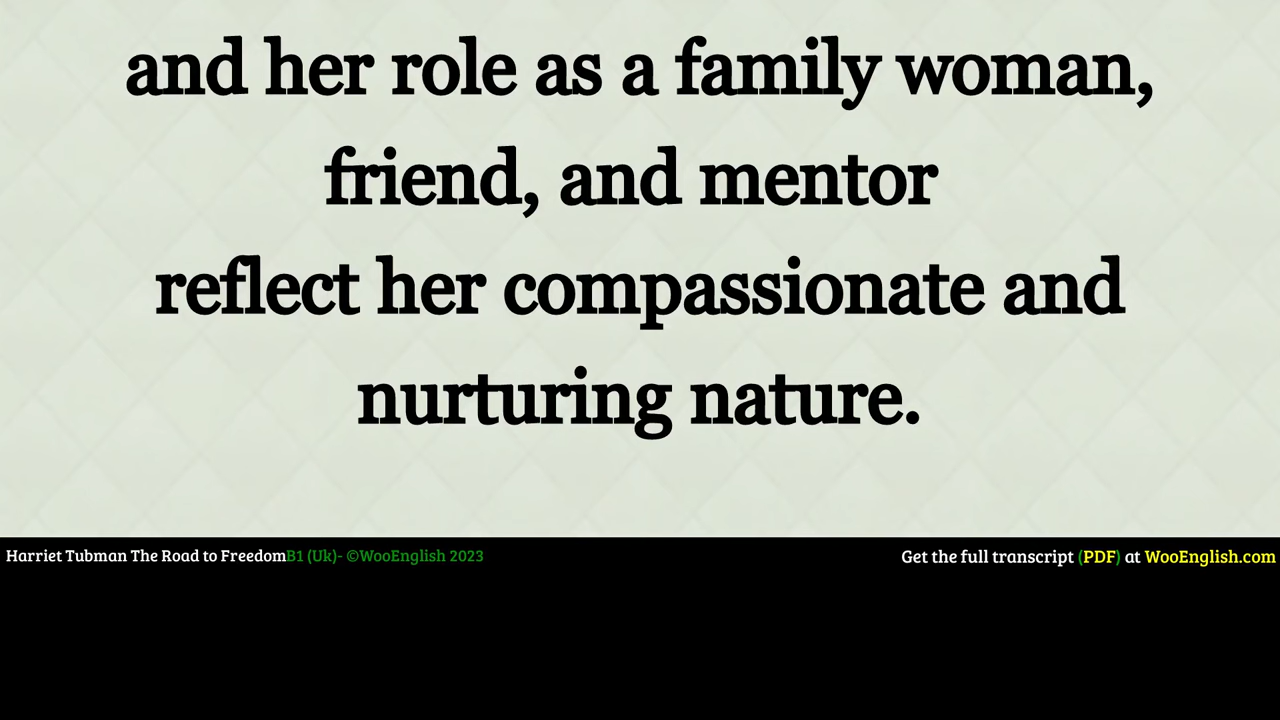 and her role as a family woman,
friend, and mentor
reflect her compassionate and
nurturing nature.
Harriet Tubman The Road to FreedomB1 (Uk)- ©WooEnglish 2023
Get the full transcript (PDF) at WooEnglish.com